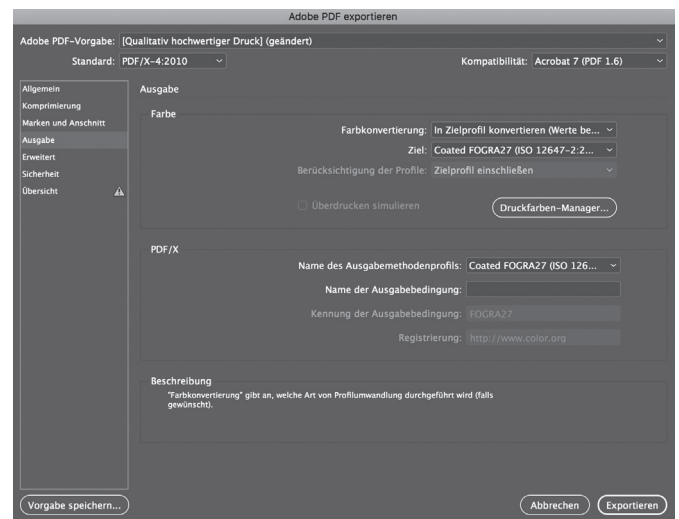 Adobe PDF exportieren
Adobe PDF-Vorgabe: [Qualitativ hochwertiger Druck] (geändert)
Standard: PDF/X-4:2010 Kompatibilität: Acrobat 7 (PDF 1.6)
Allgemein
Komprimierung
Marken und Anschnitt
Ausgabe
Erweitert
Sicherheit
Übersicht
Ausgabe
Farbe
Farbkonvertierung: In Zielprofil konvertieren (Werte be...
Ziel: Coated FOGRA27 (ISO 12647-2:2...
Berücksichtigung der Profile: Zielprofil einschließen
Überdrucken simulieren Druckfarben-Manager...
PDF/X
Name des Ausgabemethodenprofils: Coated FOGRA27 (ISO 126...
Name der Ausgabebedingung:
Kennung der Ausgabebedingung: FOGRA27
Registrierung: http://www.color.org
Beschreibung
"Farbkonvertierung" gibt an, welche Art von Profilumwandlung durchgeführt wird (falls
gewünscht).
Vorgabe speichern... Abbrechen Exportieren